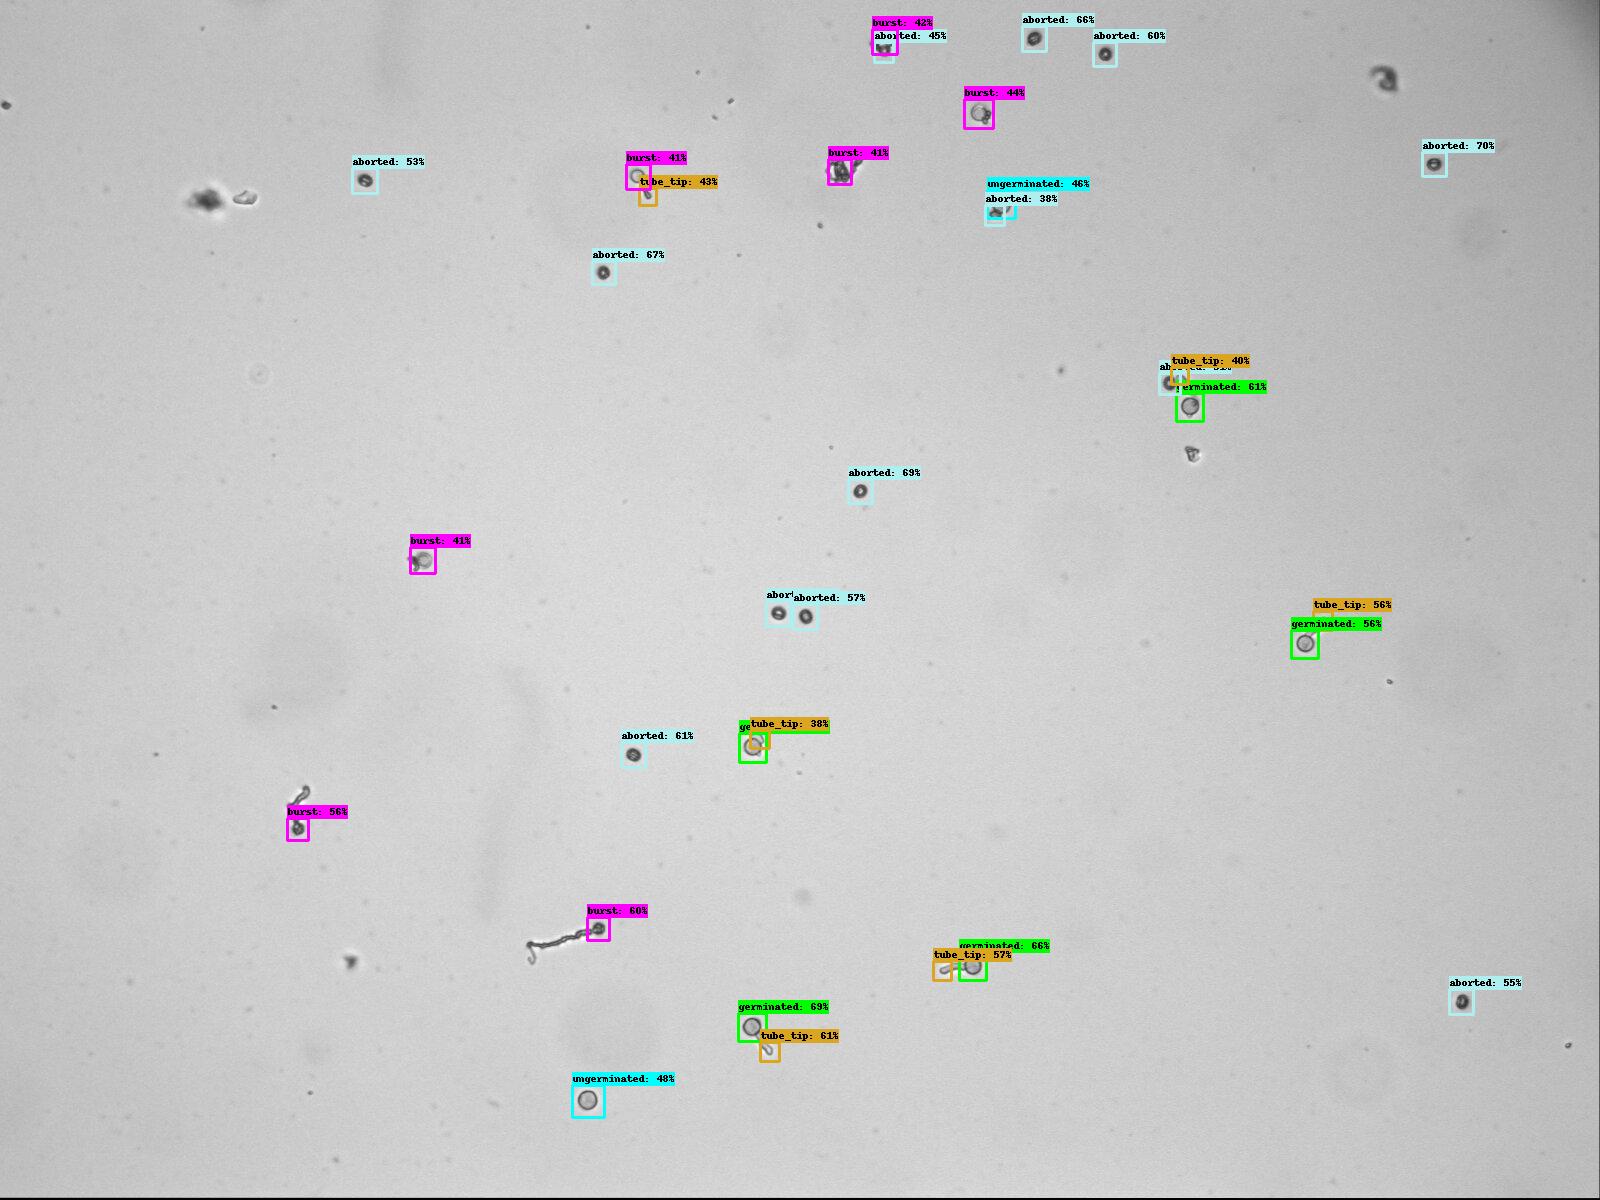 aborted: 66%
burst: 42%
aborted: 45%
aborted: 60%
burst: 44%
aborted: 70%
burst: 41%
burst: 41%
aborted: 53%
tube_tip: 43%
ungerminated: 46%
aborted: 38%
aborted: 67%
tube_tip: 40%
germinated: 61%
aborted: 69%
burst: 41%
aborted: 57%
tube_tip: 56%
germinated: 56%
tube_tip: 38%
aborted: 61%
burst: 56%
burst: 60%
germinated: 66%
tube_tip: 57%
aborted: 55%
germinated: 69%
tube_tip: 61%
ungerminated: 48%